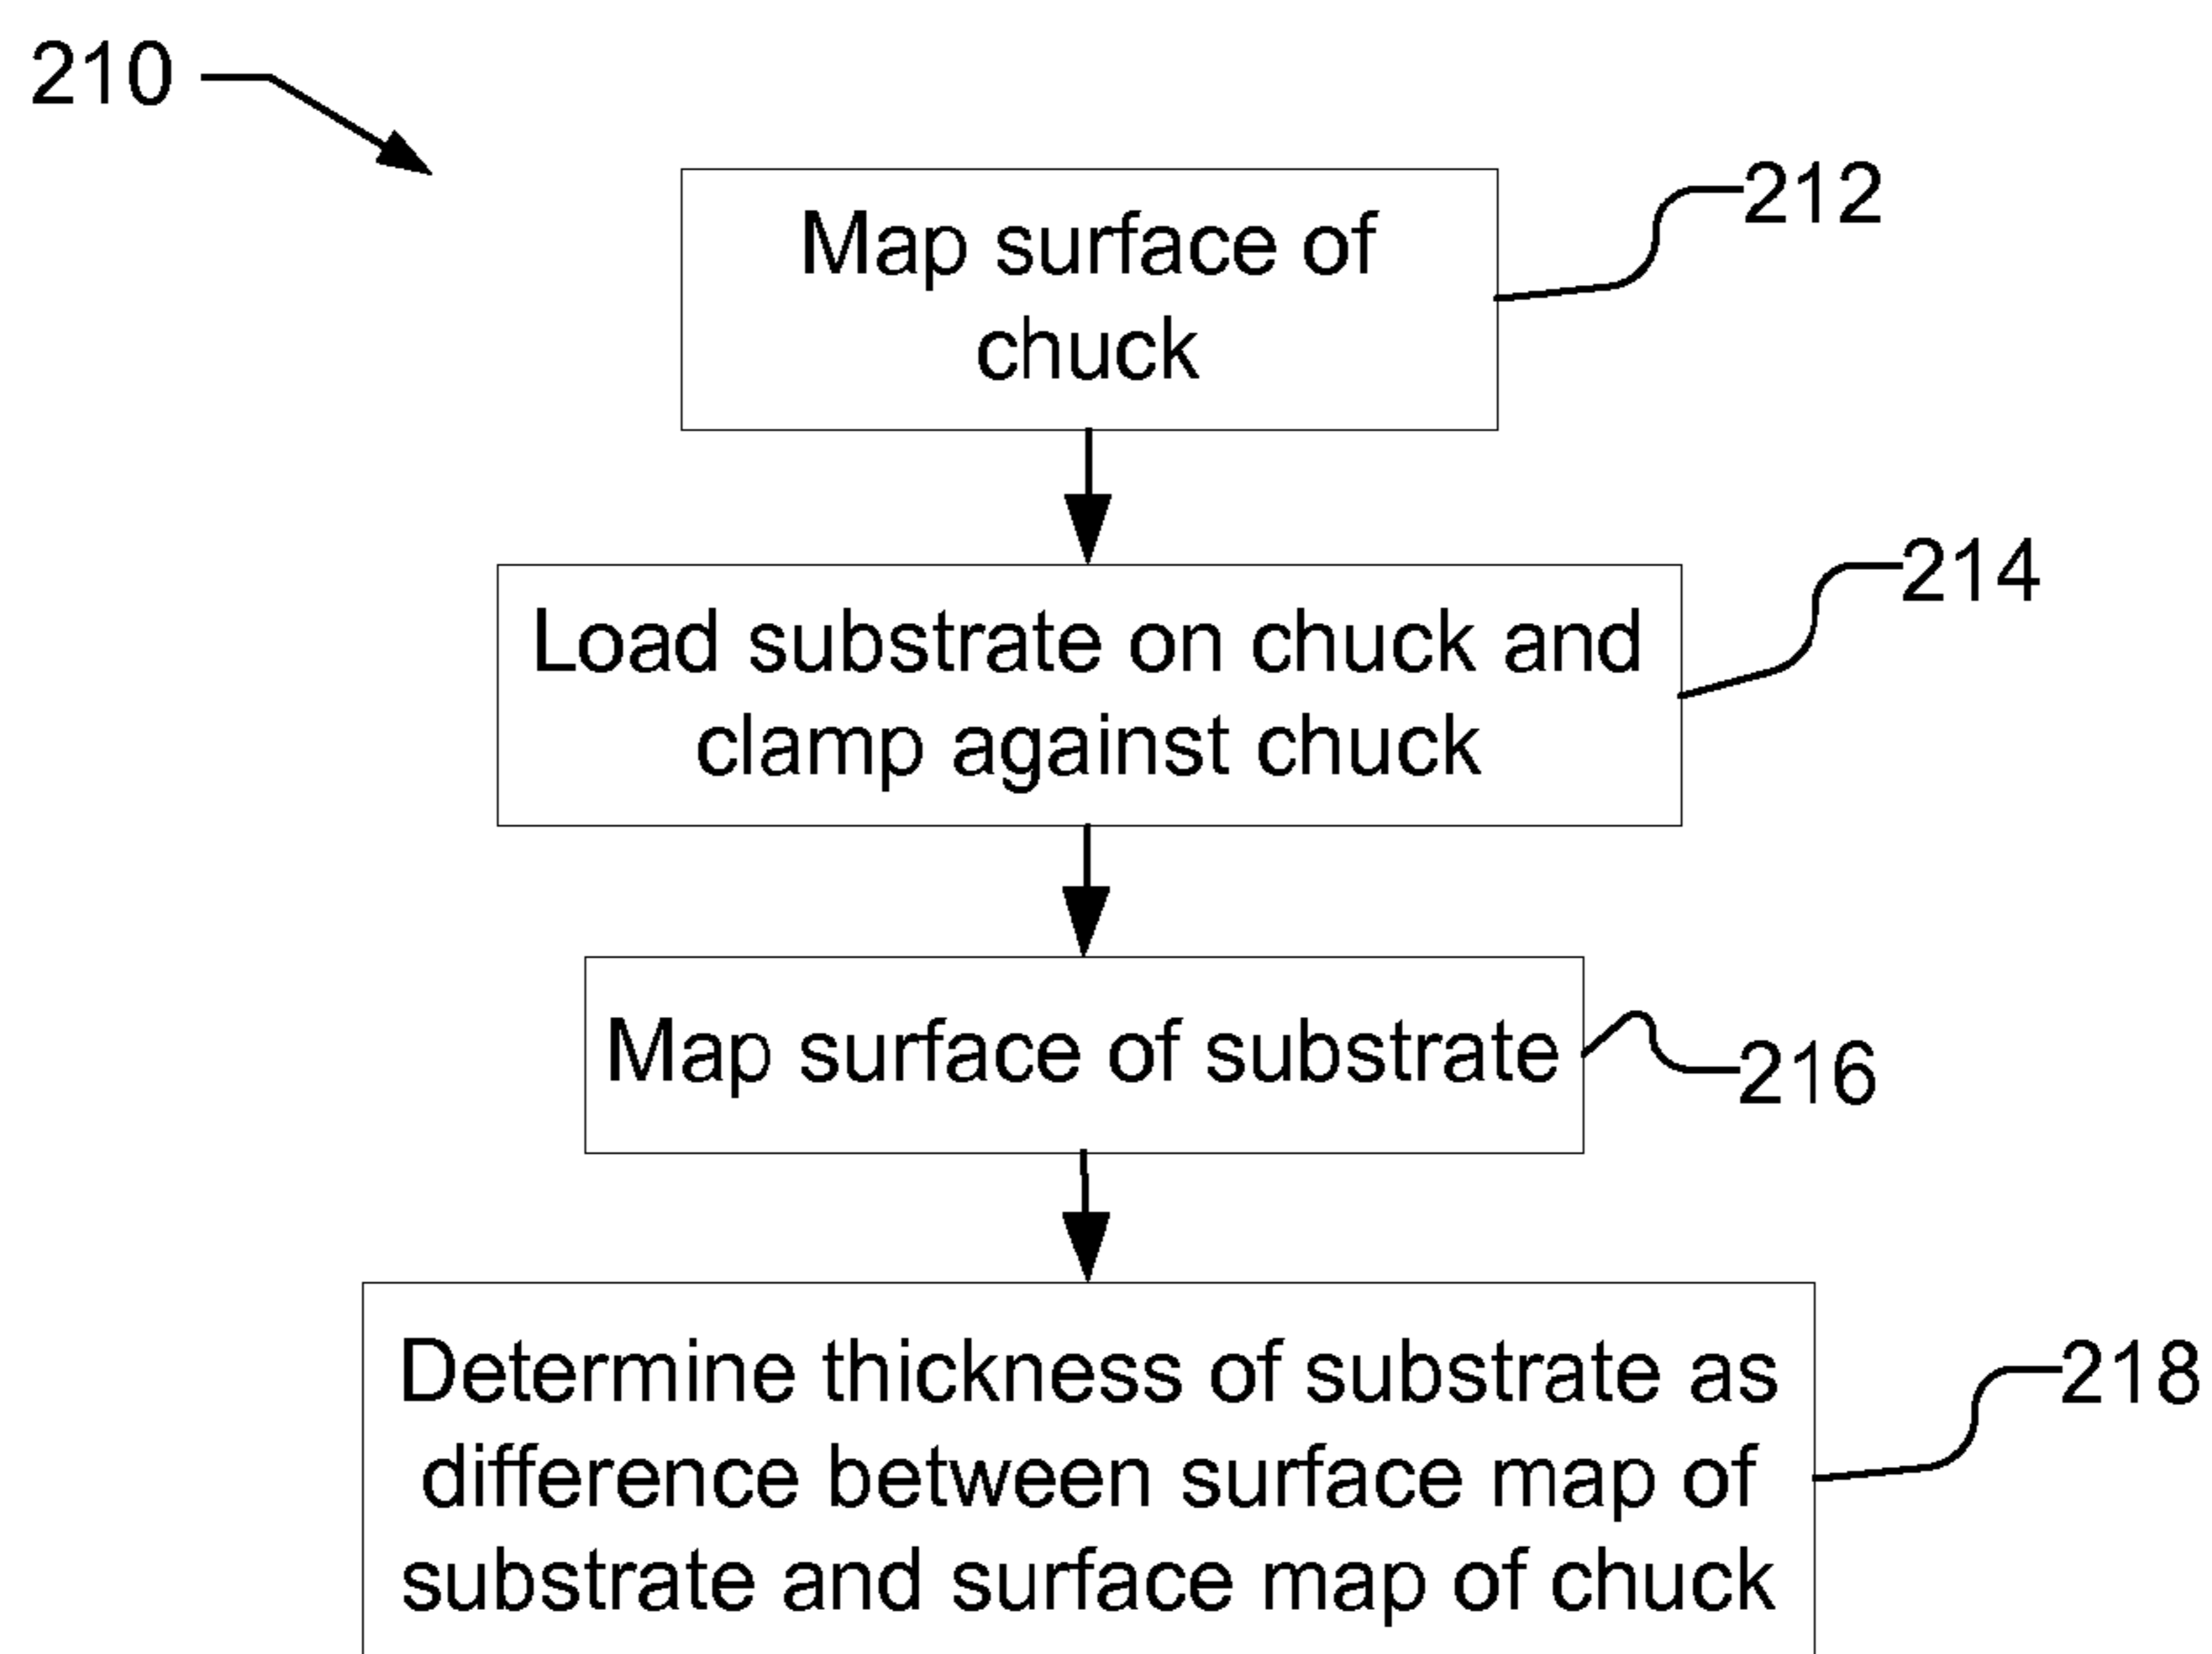 210
Map surface of
chuck
212
Load substrate on chuck and
clamp against chuck
214
Map surface of substrate
216
Determine thickness of substrate as
difference between surface map of
substrate and surface map of chuck
218